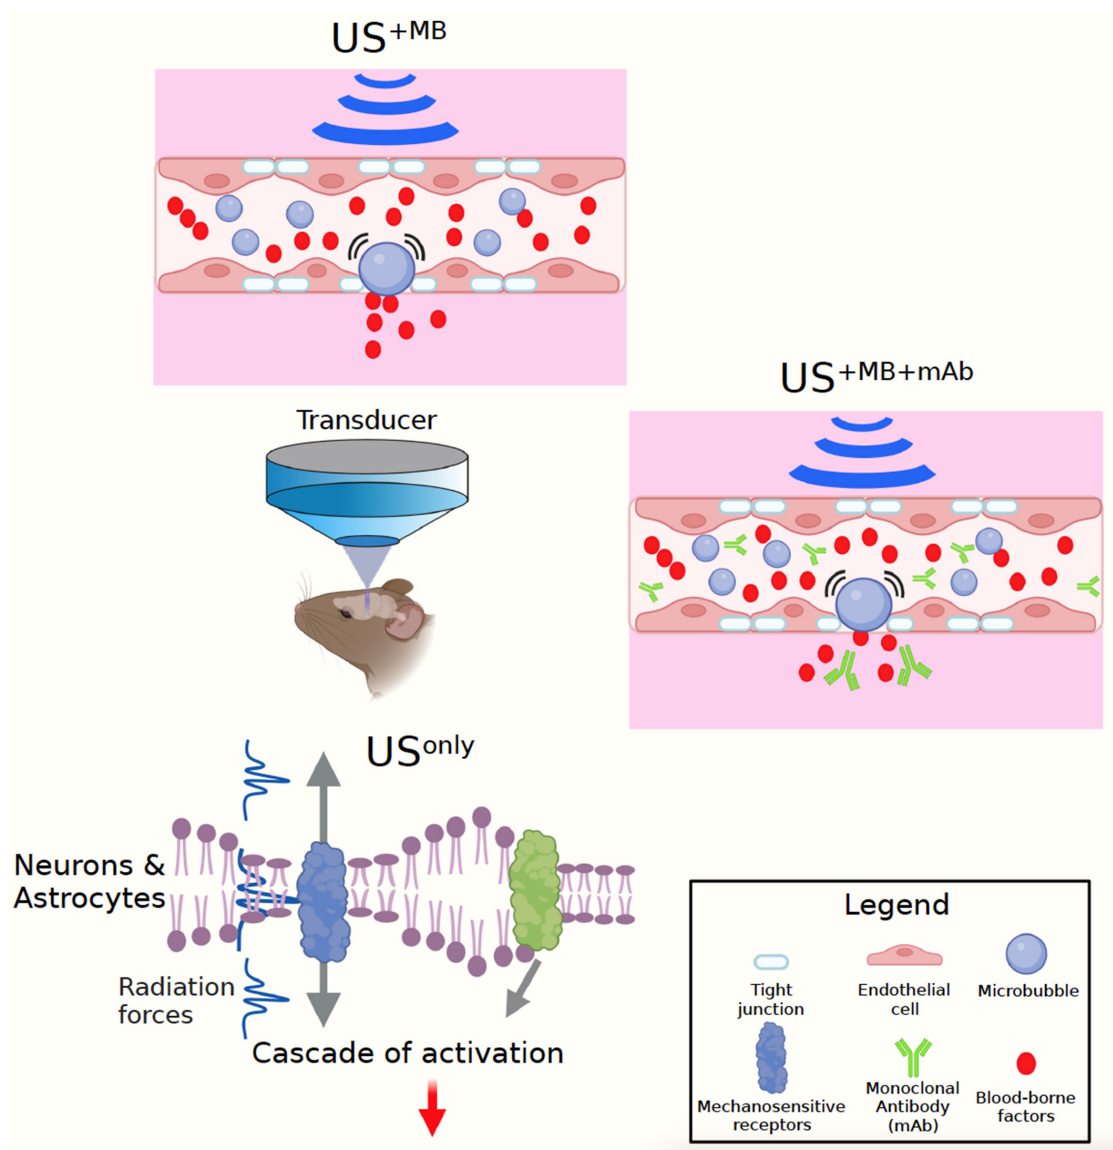 US+MB
US+MB+mAb
Transducer
USonly
Neurons &
Astrocytes
Radiation
forces
Cascade of activation
Legend
Tight
junction
Endothelial
cell
Microbubble
Mechanosensitive
receptors
Monoclonal
Antibody
(mAb)
Blood-borne
factors